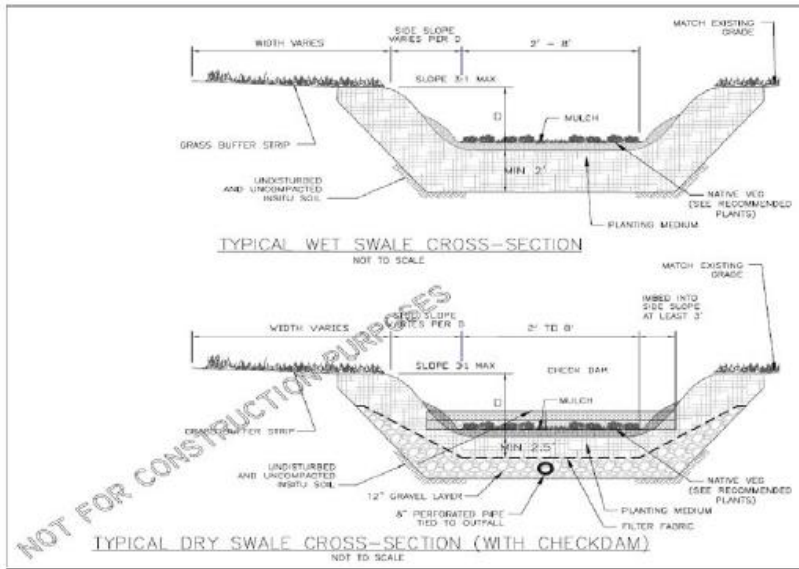 SIDE SLOPE
VARIES PER D
WIDTH VARIES
2' - 8'
MATCH EXISTING
GRADE
SLOPE 3:1 MAX
D
MULCH
GRASS BUFFER STRIP
MIN 2'
UNDISTURBED
AND UNCOMPACTED
INSITU SOIL
NATIVE VEG
(SEE RECOMMENDED
PLANTS)
PLANTING MEDIUM
TYPICAL WET SWALE CROSS-SECTION
NOT TO SCALE
MATCH EXISTING
GRADE
SIDE SLOPE
VARIES PER D
IMBED INTO
SIDE SLOPE
AT LEAST 3'
WIDTH VARIES
2' TO 8'
SLOPE 3:1 MAX
CHECK DAM
D
MULCH
GRASS BUFFER STRIP
MIN 2.5'
UNDISTURBED
AND UNCOMPACTED
INSITU SOIL
NATIVE VEG
(SEE RECOMMENDED
PLANTS)
12" GRAVEL LAYER
PERFORATED PIPE
TIED TO OUTFALL
PLANTING MEDIUM
FILTER FABRIC
TYPICAL DRY SWALE CROSS-SECTION (WITH CHECKDAM)
NOT TO SCALE
NOT FOR CONSTRUCTION PURPOSES